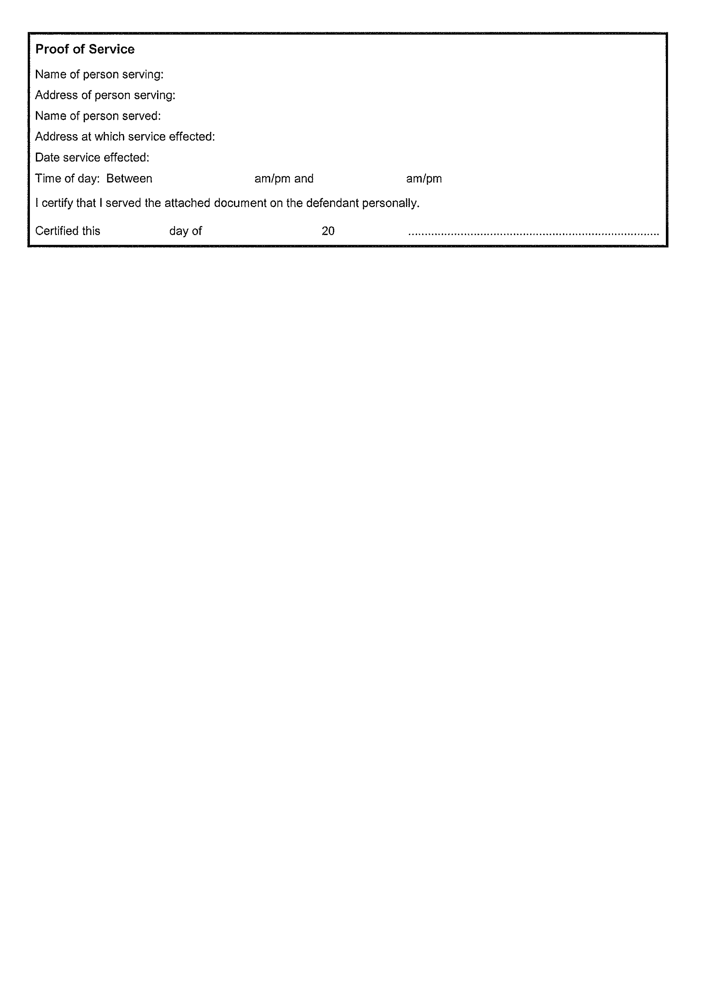 Proof of Service
Name of person serving:
Address of person serving:
Name of person served:
Address at which service effected:
Date service effected:
Time of day: Between am/pm and am/pm
I certify that I served the attached document on the defendant personally.
Certified this day of 20 ................................................................................